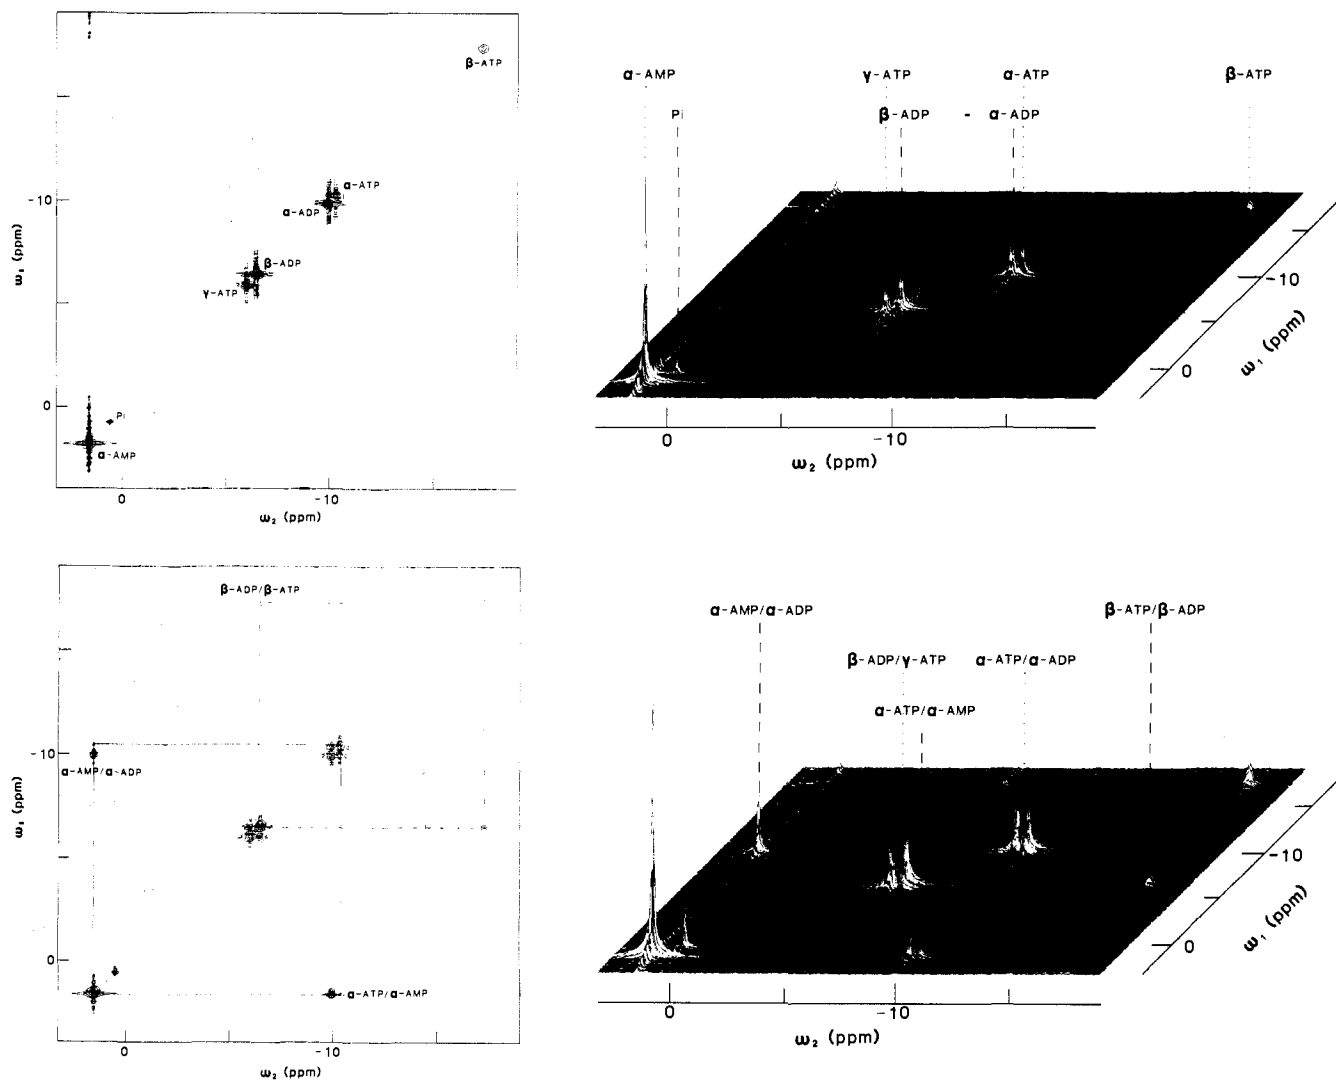 β-ATP
α-ATP
-10
α-ADP
ω₁ (ppm)
β-ADP
γ-ATP
0
Pi
α-AMP
0
-10
ω₂ (ppm)
α-AMP
γ-ATP
α-ATP
β-ATP
Pi
β-ADP - α-ADP
-10
0
ω₁ (ppm)
0
-10
ω₂ (ppm)
β-ADP/β-ATP
-10
α-AMP/α-ADP
ω₁ (ppm)
0
α-ATP/α-AMP
0
-10
ω₂ (ppm)
α-AMP/α-ADP
β-ATP/β-ADP
β-ADP/γ-ATP
α-ATP/α-ADP
α-ATP/α-AMP
-10
0
ω₁ (ppm)
0
-10
ω₂ (ppm)